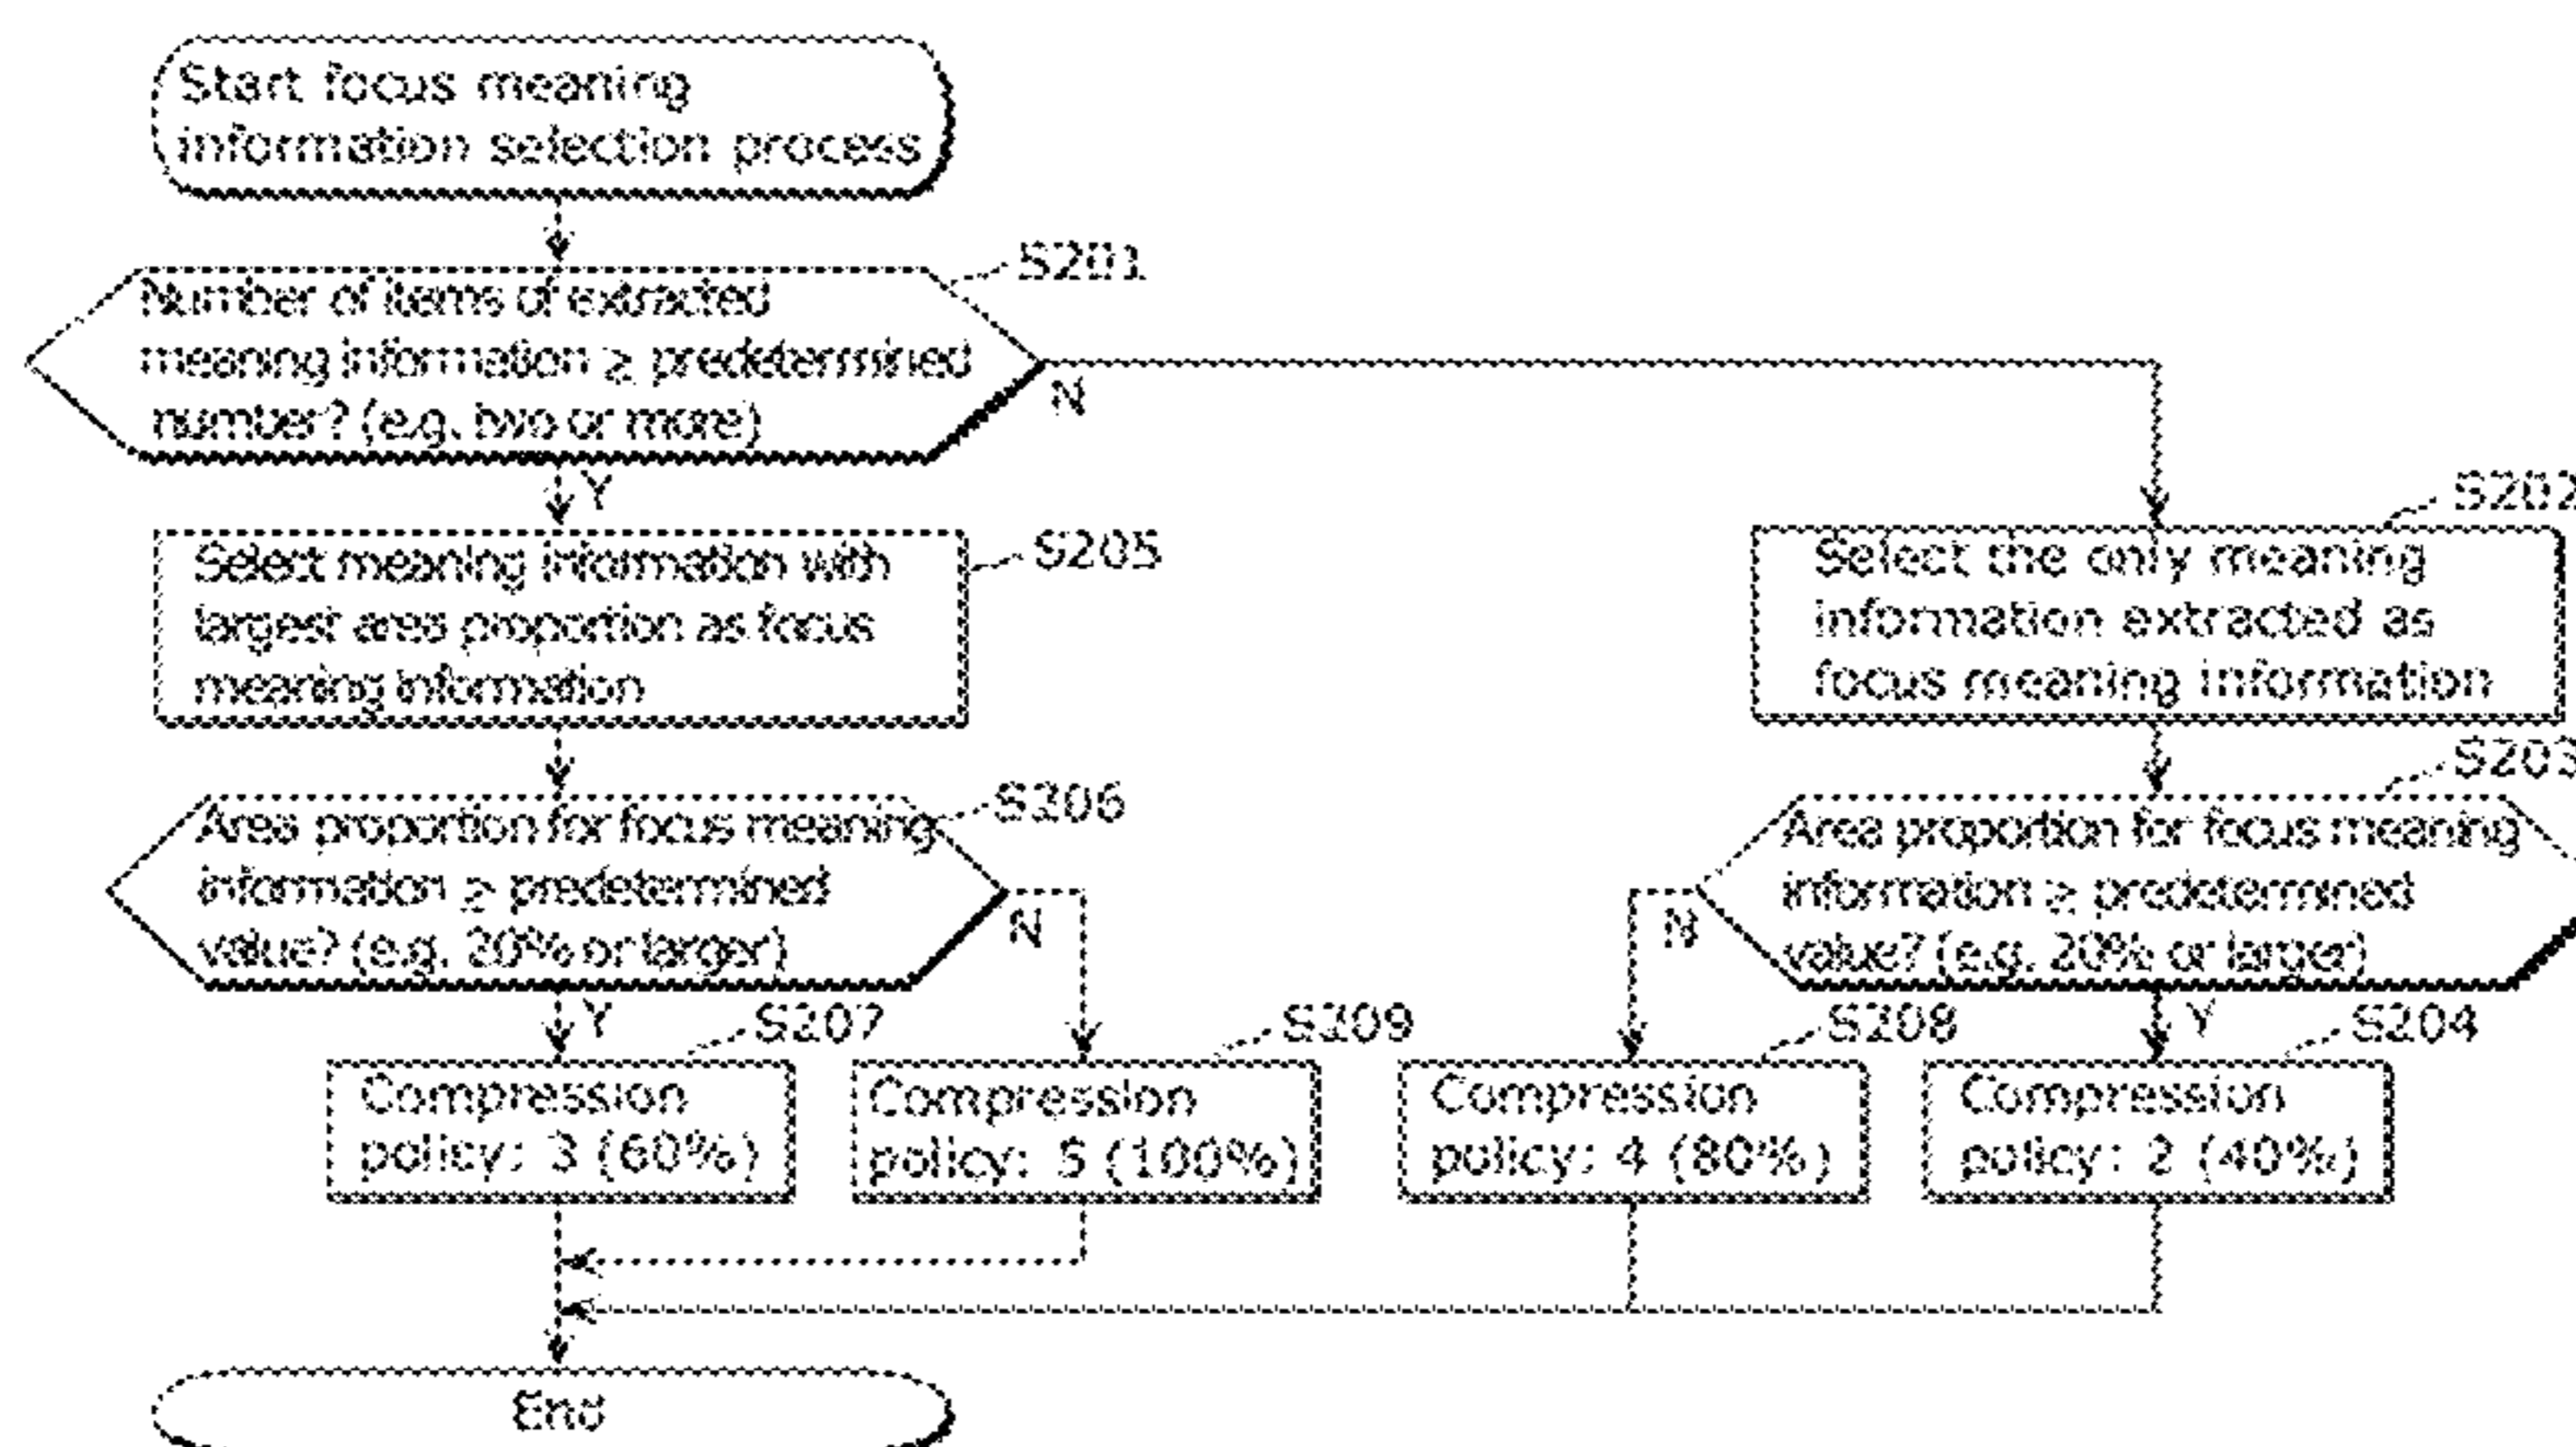 Start focus meaning
information selection process
S201
Number of items of extracted
meaning information ≥ predetermined
number? (e.g. two or more)
N
Y
S202
Select the only meaning
information extracted as
focus meaning information
S205
Select meaning information with
largest area proportion as focus
meaning information
S203
Area proportion for focus meaning
information ≥ predetermined
value? (e.g. 20% or larger)
N
Y
S206
Area proportion for focus meaning
information ≥ predetermined
value? (e.g. 20% or larger)
N
Y
S207
Compression
policy: 3 (60%)
S209
Compression
policy: 5 (100%)
S208
Compression
policy: 4 (80%)
S204
Compression
policy: 2 (40%)
End